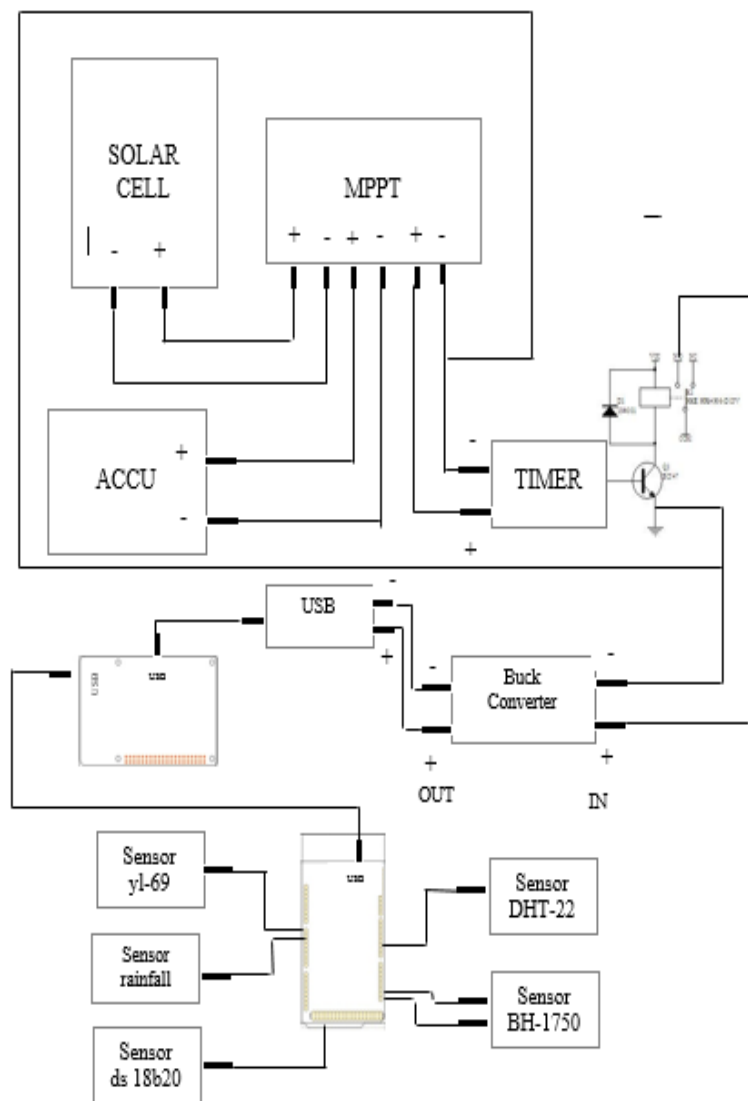 SOLAR
CELL
- +
MPPT
+ - + - + -
ACCU
+
-
-
TIMER
+
USB
-
+
USB
USB
-
+
OUT
Buck
Converter
-
+
IN
Sensor
yl-69
Sensor
rainfall
Sensor
ds 18b20
USB
Sensor
DHT-22
Sensor
BH-1750